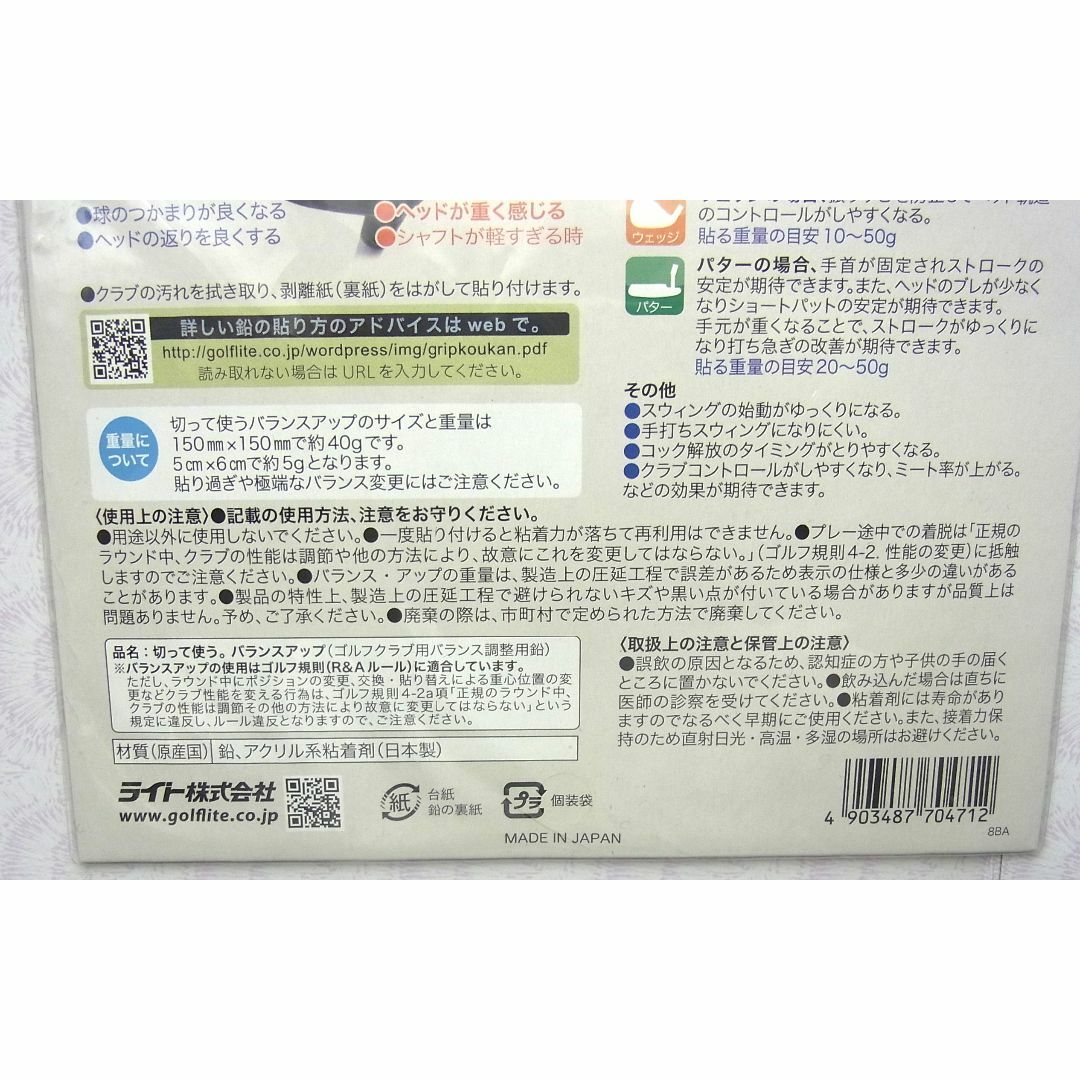 ●球のつかまりが良くなる
●ヘッドの返りを良くする
●ヘッドが重く感じる
●シャフトが軽すぎる時
●クラブの汚れを拭き取り、剥離紙(裏紙)をはがして貼り付けます。
詳しい鉛の貼り方のアドバイスは web で。
http://golflite.co.jp/wordpress/img/gripkoukan.pdf
読み取れない場合は URL を入力してください。
重量に
ついて
切って使うバランスアップのサイズと重量は
150㎜×150㎜で約40gです。
5㎝×6㎝で約5gとなります。
貼り過ぎや極端なバランス変更にはご注意ください。
ウェッジ
のコントロールがしやすくなる。
貼る重量の目安10〜50g
パター
パターの場合、手首が固定されストロークの
安定が期待できます。また、ヘッドのブレが少なく
なりショートパットの安定が期待できます。
手元が重くなることで、ストロークがゆっくりに
なり打ち急ぎの改善が期待できます。
貼る重量の目安20〜50g
その他
●スウィングの始動がゆっくりになる。
●手打ちスウィングになりにくい。
●コック解放のタイミングがとりやすくなる。
●クラブコントロールがしやすくなり、ミート率が上がる。
などの効果が期待できます。
〈使用上の注意〉●記載の使用方法、注意をお守りください。
●用途以外に使用しないでください。●一度貼り付けると粘着力が落ちて再利用はできません。●プレー途中での着脱は「正規の
ラウンド中、クラブの性能は調節や他の方法により、故意にこれを変更してはならない。」(ゴルフ規則4-2. 性能の変更)に抵触
しますのでご注意ください。●バランス・アップの重量は、製造上の圧延工程で誤差があるため表示の仕様と多少の違いがある
ことがあります。●製品の特性上、製造上の圧延工程で避けられないキズや黒い点が付いている場合がありますが品質上は
問題ありません。予め、ご了承ください。●廃棄の際は、市町村で定められた方法で廃棄してください。
品名：切って使う。バランスアップ(ゴルフクラブ用バランス調整用鉛)
※バランスアップの使用はゴルフ規則(R&Aルール)に適合しています。
ただし、ラウンド中にポジションの変更、交換・貼り替えによる重心位置の変
更などクラブ性能を変える行為は、ゴルフ規則4-2a項「正規のラウンド中、
クラブの性能は調節その他の方法により故意に変更してはならない」という
規定に違反し、ルール違反となりますので、ご注意ください。
材質(原産国) 鉛、アクリル系粘着剤(日本製)
〈取扱上の注意と保管上の注意〉
●誤飲の原因となるため、認知症の方や子供の手の届く
ところに置かないでください。●飲み込んだ場合は直ちに
医師の診察を受けてください。●粘着剤には寿命があり
ますのでなるべく早期にご使用ください。また、接着力保
持のため直射日光・高温・多湿の場所はお避けください。
ライト株式会社
www.golflite.co.jp
紙
台紙
鉛の裏紙
プラ
個装袋
MADE IN JAPAN
4 903487 704712
8BA